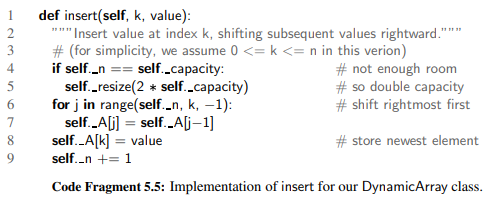 1 def insert(self, k, value):
2 """Insert value at index k, shifting subsequent values rightward."""
3 # (for simplicity, we assume 0 <= k <= n in this verion)
4 if self._n == self._capacity: # not enough room
5 self._resize(2 * self._capacity) # so double capacity
6 for j in range(self._n, k, −1): # shift rightmost first
7 self._A[j] = self._A[j−1]
8 self._A[k] = value # store newest element
9 self._n += 1
Code Fragment 5.5: Implementation of insert for our DynamicArray class.